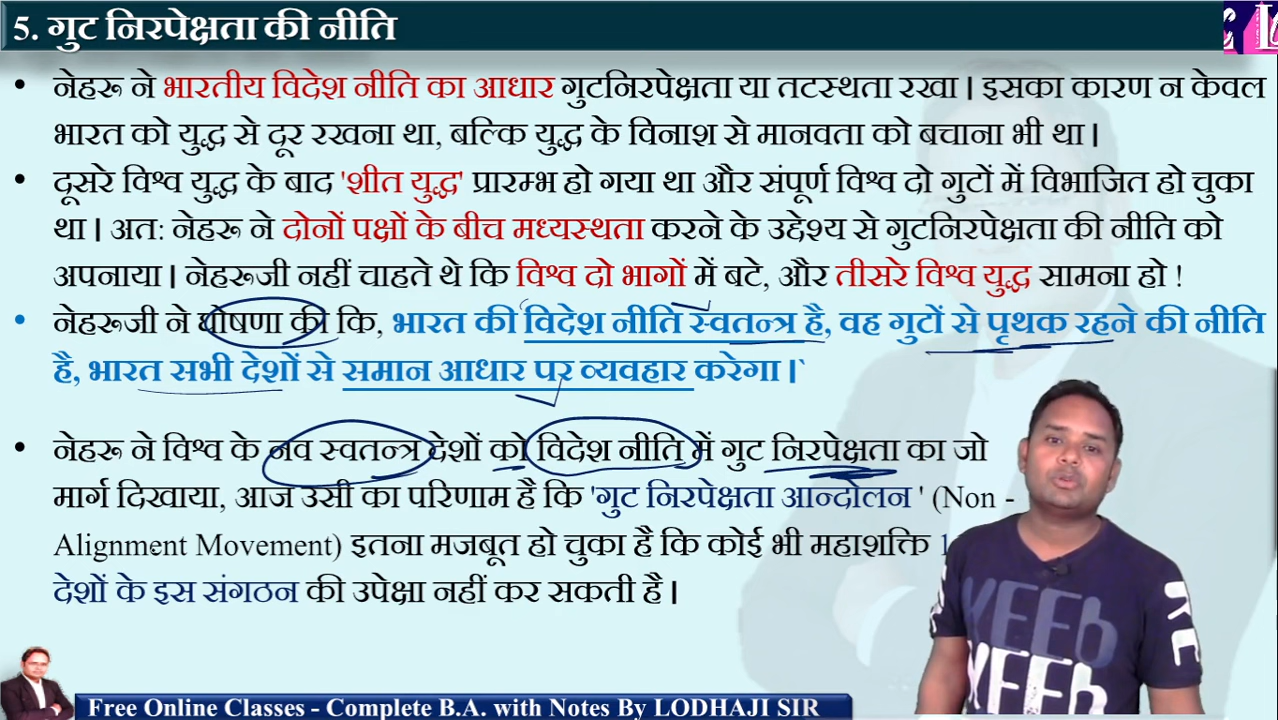 5. गुट निरपेक्षता की नीति
• नेहरू ने भारतीय विदेश नीति का आधार गुटनिरपेक्षता या तटस्थता रखा । इसका कारण न केवल
भारत को युद्ध से दूर रखना था, बल्कि युद्ध के विनाश से मानवता को बचाना भी था ।
• दूसरे विश्व युद्ध के बाद 'शीत युद्ध' प्रारम्भ हो गया था और संपूर्ण विश्व दो गुटों में विभाजित हो चुका
था । अत: नेहरू ने दोनों पक्षों के बीच मध्यस्थता करने के उद्देश्य से गुटनिरपेक्षता की नीति को
अपनाया । नेहरूजी नहीं चाहते थे कि विश्व दो भागों में बटे, और तीसरे विश्व युद्ध सामना हो !
• नेहरूजी ने घोषणा की कि, भारत की विदेश नीति स्वतन्त्र है, वह गुटों से पृथक रहने की नीति
है, भारत सभी देशों से समान आधार पर व्यवहार करेगा ।`
• नेहरू ने विश्व के नव स्वतन्त्र देशों को विदेश नीति में गुट निरपेक्षता का जो
मार्ग दिखाया, आज उसी का परिणाम है कि 'गुट निरपेक्षता आन्दोलन ' (Non -
Alignment Movement) इतना मजबूत हो चुका है कि कोई भी महाशक्ति
देशों के इस संगठन की उपेक्षा नहीं कर सकती है ।
Free Online Classes - Complete B.A. with Notes By LODHAJI SIR